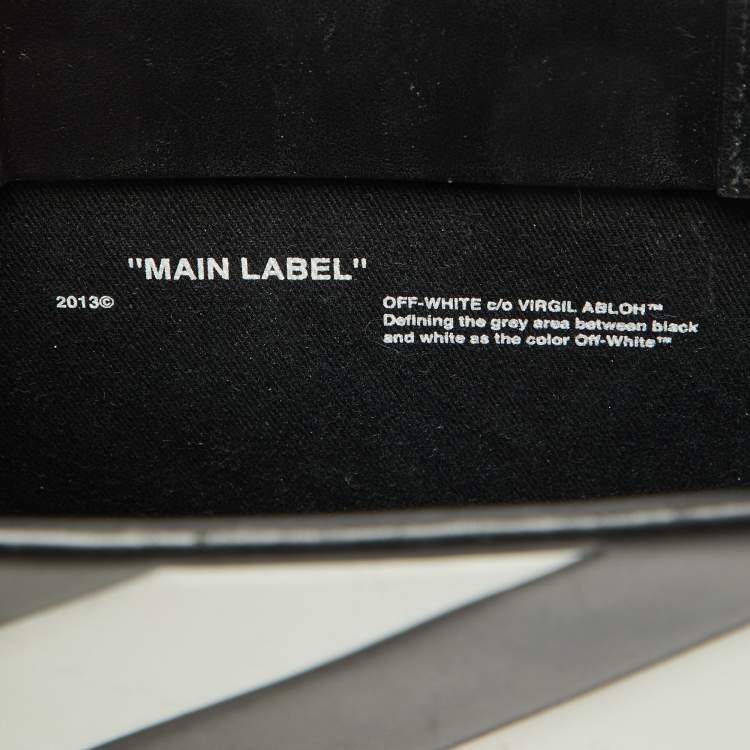 "MAIN LABEL"
2013© OFF-WHITE c/o VIRGIL ABLOH™
Defining the grey area between black
and white as the color Off-White™